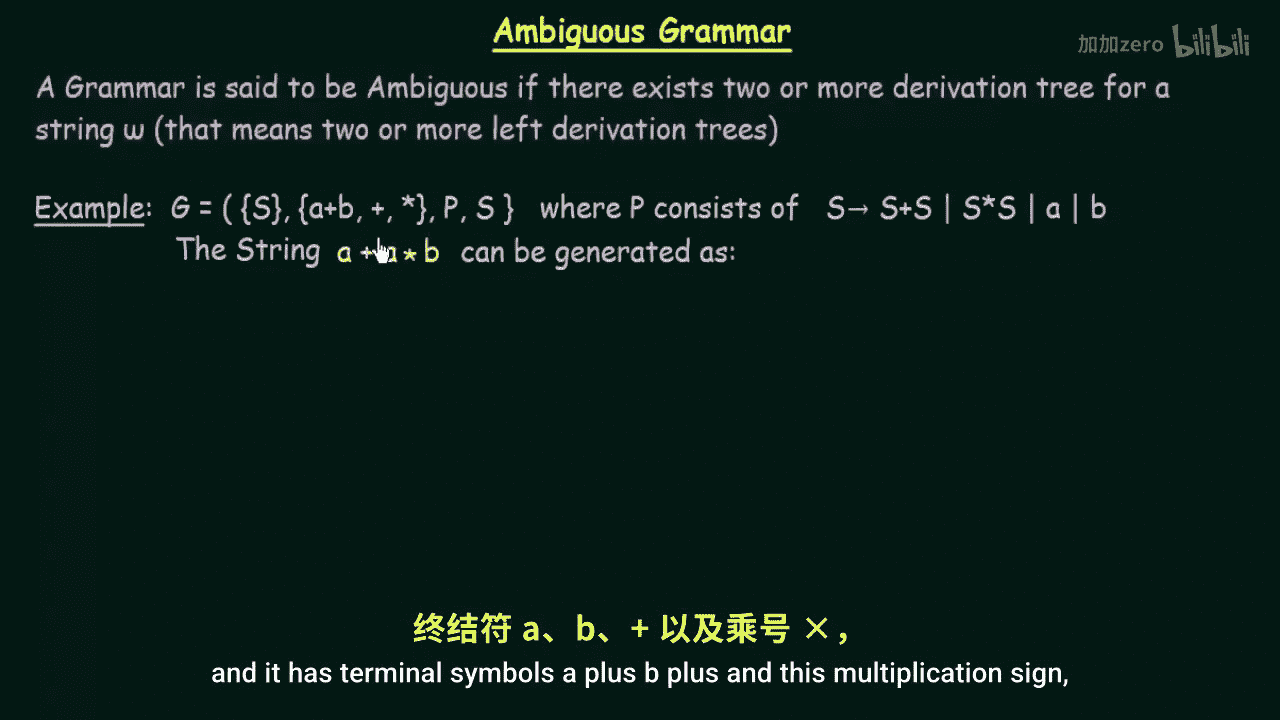 Ambiguous Grammar
加加zero bilibili
A Grammar is said to be Ambiguous if there exists two or more derivation tree for a
string w (that means two or more left derivation trees)
Example: G = ( {S}, {a+b, +, *}, P, S } where P consists of S→ S+S | S*S | a | b
The String a + a * b can be generated as:
终结符 a、b、+ 以及乘号 ×，
and it has terminal symbols a plus b plus and this multiplication sign,